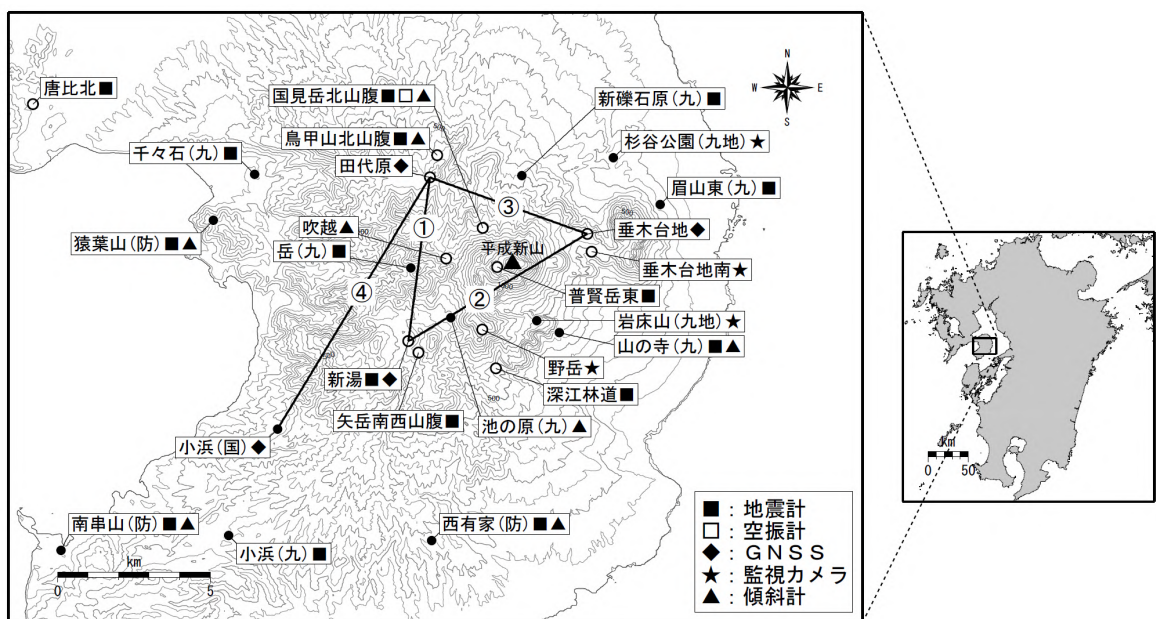 唐比北■
国見岳北山腹■□▲
新礫石原(九)■
鳥甲山北山腹■▲
杉谷公園(九地)★
千々石(九)■
田代原◆
眉山東(九)■
猿葉山(防)■▲
吹越▲
岳(九)■
①
③
平成新山
垂木台地◆
垂木台地南★
④
②
普賢岳東■
岩床山(九地)★
山の寺(九)■▲
新湯■◆
野岳★
深江林道■
矢岳南西山腹■
池の原(九)▲
小浜(国)◆
南串山(防)■▲
小浜(九)■
西有家(防)■▲
km
0 5
N
W E
S
500
500
500
■：地震計
□：空振計
◆：GNSS
★：監視カメラ
▲：傾斜計
km
0 50